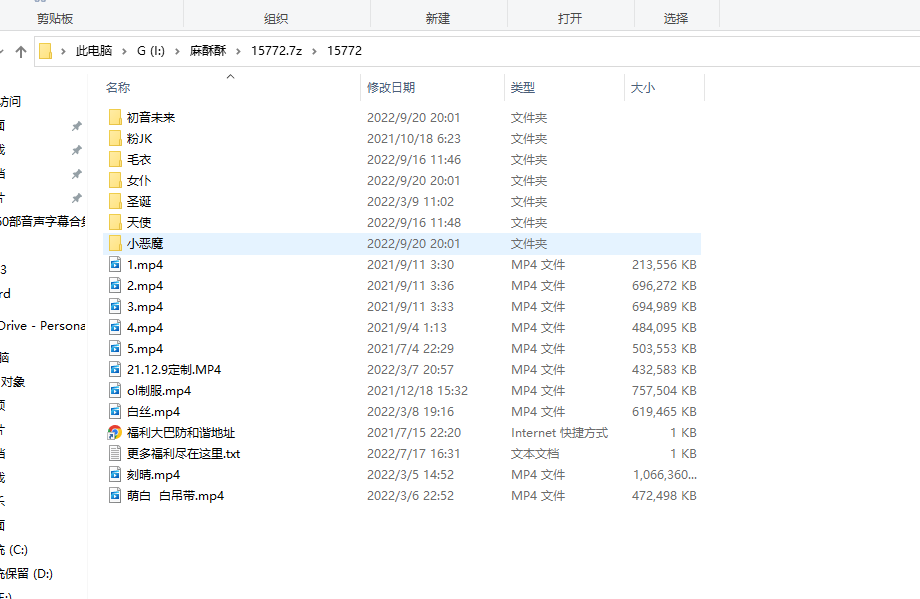 剪贴板 组织 新建 打开 选择
此电脑 G (I:) 麻酥酥 15772.7z 15772
名称 修改日期 类型 大小
访问
初音未来 2022/9/20 20:01 文件夹
面
粉JK 2021/10/18 6:23 文件夹
毛衣 2022/9/16 11:46 文件夹
女仆 2022/9/20 20:01 文件夹
圣诞 2022/3/9 11:02 文件夹
片
天使 2022/9/16 11:48 文件夹
50部音声字幕合集
小恶魔 2022/9/20 20:01 文件夹
1.mp4 2021/9/11 3:30 MP4 文件 213,556 KB
3
2.mp4 2021/9/11 3:36 MP4 文件 696,272 KB
rd
3.mp4 2021/9/11 3:33 MP4 文件 694,989 KB
Drive - Persona
4.mp4 2021/9/4 1:13 MP4 文件 484,095 KB
5.mp4 2021/7/4 22:29 MP4 文件 503,553 KB
脑
21.12.9定制.MP4 2022/3/7 20:57 MP4 文件 432,583 KB
对象
ol制服.mp4 2021/12/18 15:32 MP4 文件 757,504 KB
白丝.mp4 2022/3/8 19:16 MP4 文件 619,465 KB
福利大巴防和谐地址 2021/7/15 22:20 Internet 快捷方式 1 KB
更多福利尽在这里.txt 2022/7/17 16:31 文本文档 1 KB
刻晴.mp4 2022/3/5 14:52 MP4 文件 1,066,360...
萌白 白吊带.mp4 2022/3/6 22:52 MP4 文件 472,498 KB
面
统 (C:)
统保留 (D:)